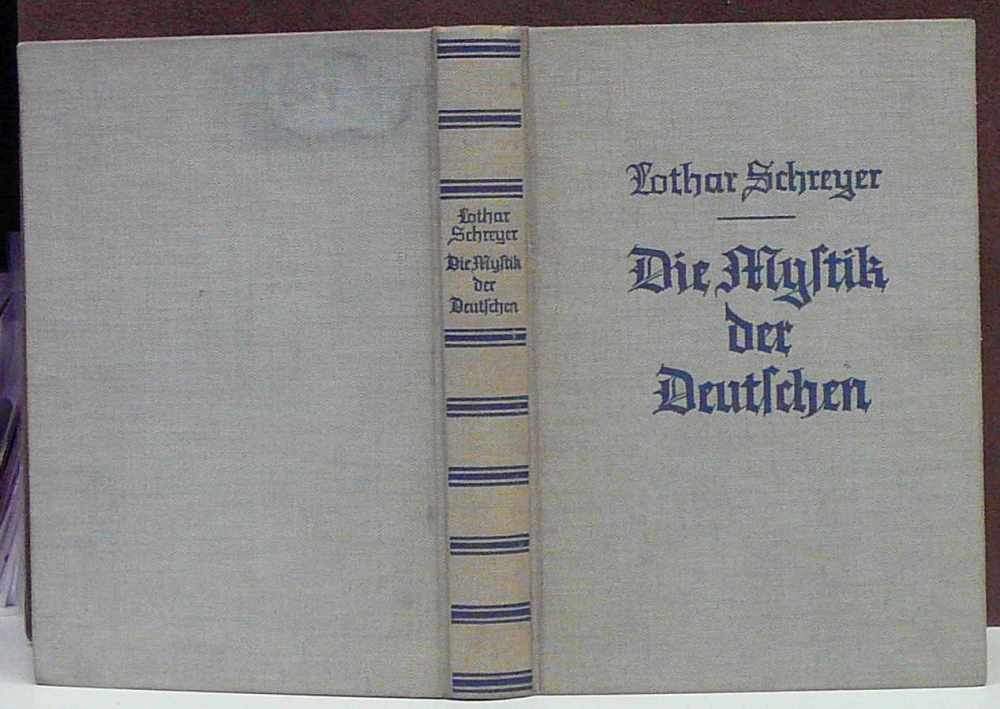 Lothar
Schreyer
Die Myſtik
der
Deutſchen
Lothar Schreyer
Die Myſtik
der
Deutſchen